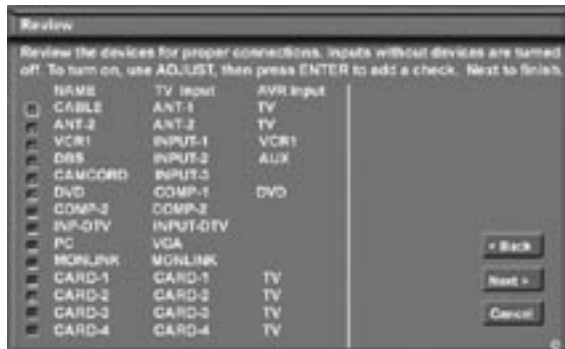 Review
Review the devices for proper connections. Inputs without devices are turned
off. To turn on, use ADJUST, then press ENTER to add a check. Next to finish.
NAME TV Input AVR Input
CABLE ANT-1 TV
ANT-2 ANT-2 TV
VCR1 INPUT-1 VCR1
DBS INPUT-2 AUX
CAMCORD INPUT-3
DVD COMP-1 DVD
COMP-2 COMP-2
INP-DTV INPUT-DTV
PC VGA
MONLINK MONLINK
CARD-1 CARD-1 TV
CARD-2 CARD-2 TV
CARD-3 CARD-3 TV
CARD-4 CARD-4 TV
< Back
Next >
Cancel